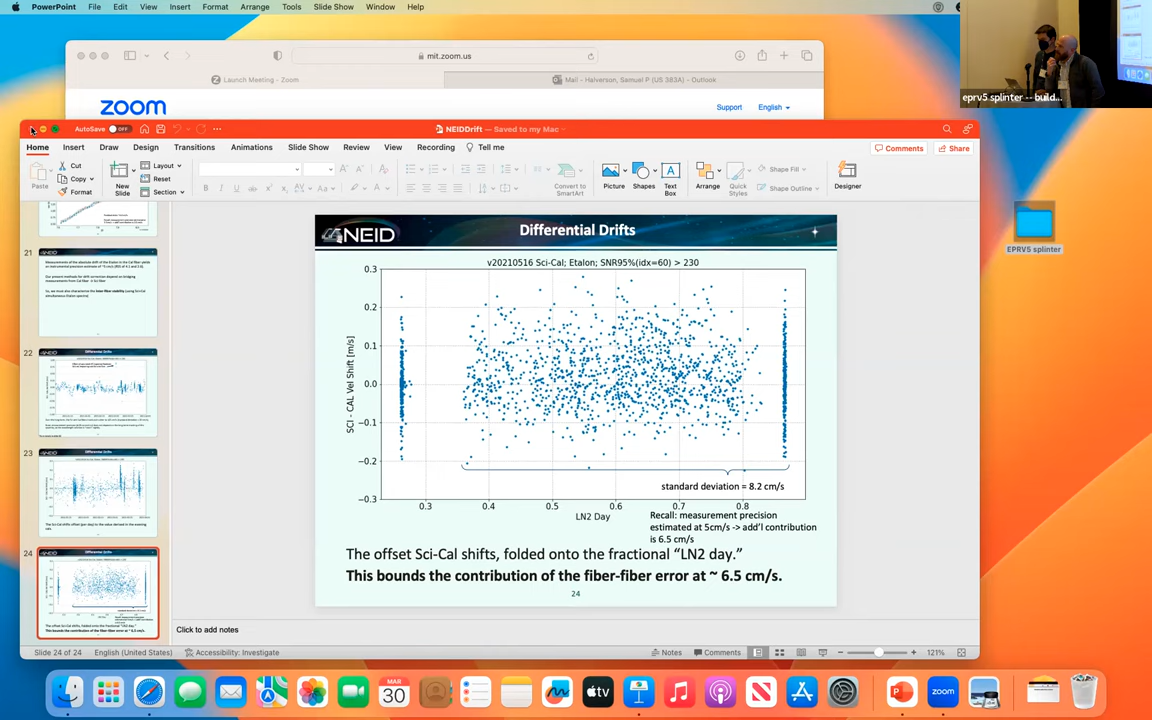 PowerPoint File Edit View Insert Format Arrange Tools Slide Show Window Help
mit.zoom.us
Launch Meeting - Zoom
Mail - Halverson, Samuel P (US 383A) - Outlook
zoom
Support English
eprv5 splinter -- build...
AutoSave OFF
NEIDDrift — Saved to my Mac
Home Insert Draw Design Transitions Animations Slide Show Review View Recording Tell me
Comments Share
Paste
Cut
Copy
Format
New Slide
Layout
Reset
Section
Convert to SmartArt
Picture
Shapes
Text Box
Arrange
Quick Styles
Shape Fill
Shape Outline
Designer
21
22
23
24
NEID
Differential Drifts
v20210516 Sci-Cal; Etalon; SNR95%(idx=60) > 230
SCI - CAL Vel Shift [m/s]
0.3
0.2
0.1
0.0
−0.1
−0.2
−0.3
standard deviation = 8.2 cm/s
0.3 0.4 0.5 0.6 0.7 0.8
LN2 Day
Recall: measurement precision
estimated at 5cm/s -> add'l contribution
is 6.5 cm/s
The offset Sci-Cal shifts, folded onto the fractional “LN2 day.”
This bounds the contribution of the fiber-fiber error at ~ 6.5 cm/s.
24
Click to add notes
Slide 24 of 24 English (United States) Accessibility: Investigate
Notes Comments 121%
EPRV5 splinter
MAR
30
tv
zoom